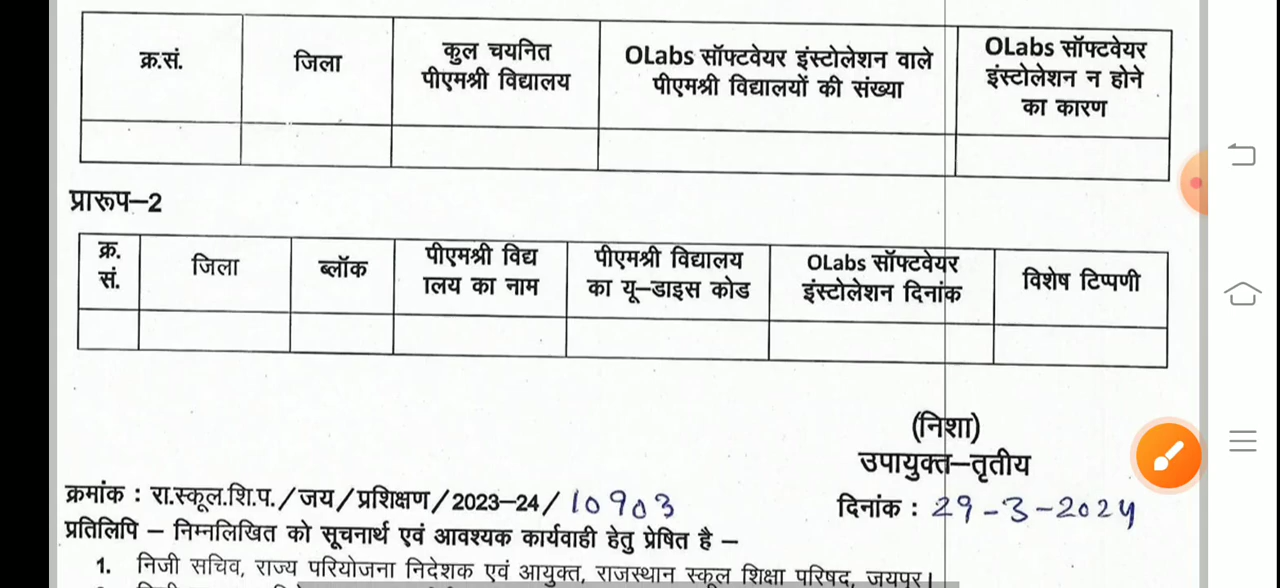 क्र.सं.
जिला
कुल चयनित
पीएमश्री विद्यालय
OLabs सॉफ्टवेयर इंस्टोलेशन वाले
पीएमश्री विद्यालयों की संख्या
OLabs सॉफ्टवेयर
इंस्टोलेशन न होने
का कारण
प्रारूप–2
क्र.
सं.
जिला
ब्लॉक
पीएमश्री विद्य
ालय का नाम
पीएमश्री विद्यालय
का यू–डाइस कोड
OLabs सॉफ्टवेयर
इंस्टोलेशन दिनांक
विशेष टिप्पणी
(निशा)
उपायुक्त–तृतीय
क्रमांक : रा.स्कूल.शि.प./जय/प्रशिक्षण/2023–24/10903
दिनांक : 29-3-2024
प्रतिलिपि – निम्नलिखित को सूचनार्थ एवं आवश्यक कार्यवाही हेतु प्रेषित है –
1. निजी सचिव, राज्य परियोजना निदेशक एवं आयुक्त, राजस्थान स्कूल शिक्षा परिषद, जयपुर।